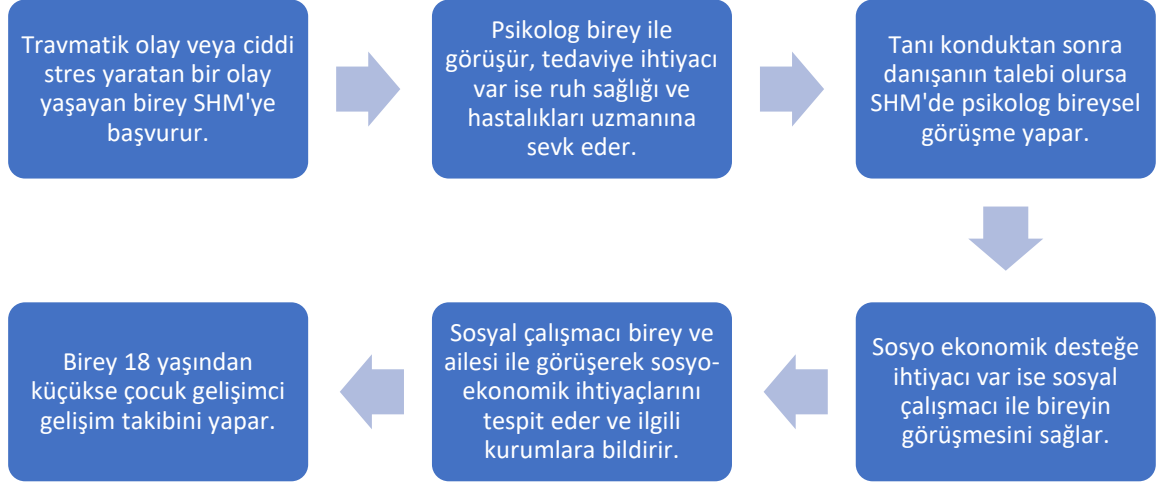 Travmatik olay veya ciddi
stres yaratan bir olay
yaşayan birey SHM'ye
başvurur.
Psikolog birey ile
görüşür, tedaviye ihtiyacı
var ise ruh sağlığı ve
hastalıkları uzmanına
sevk eder.
Tanı konduktan sonra
danışanın talebi olursa
SHM'de psikolog bireysel
görüşme yapar.
Sosyo ekonomik desteğe
ihtiyacı var ise sosyal
çalışmacı ile bireyin
görüşmesini sağlar.
Sosyal çalışmacı birey ve
ailesi ile görüşerek sosyo-
ekonomik ihtiyaçlarını
tespit eder ve ilgili
kurumlara bildirir.
Birey 18 yaşından
küçükse çocuk gelişimci
gelişim takibini yapar.